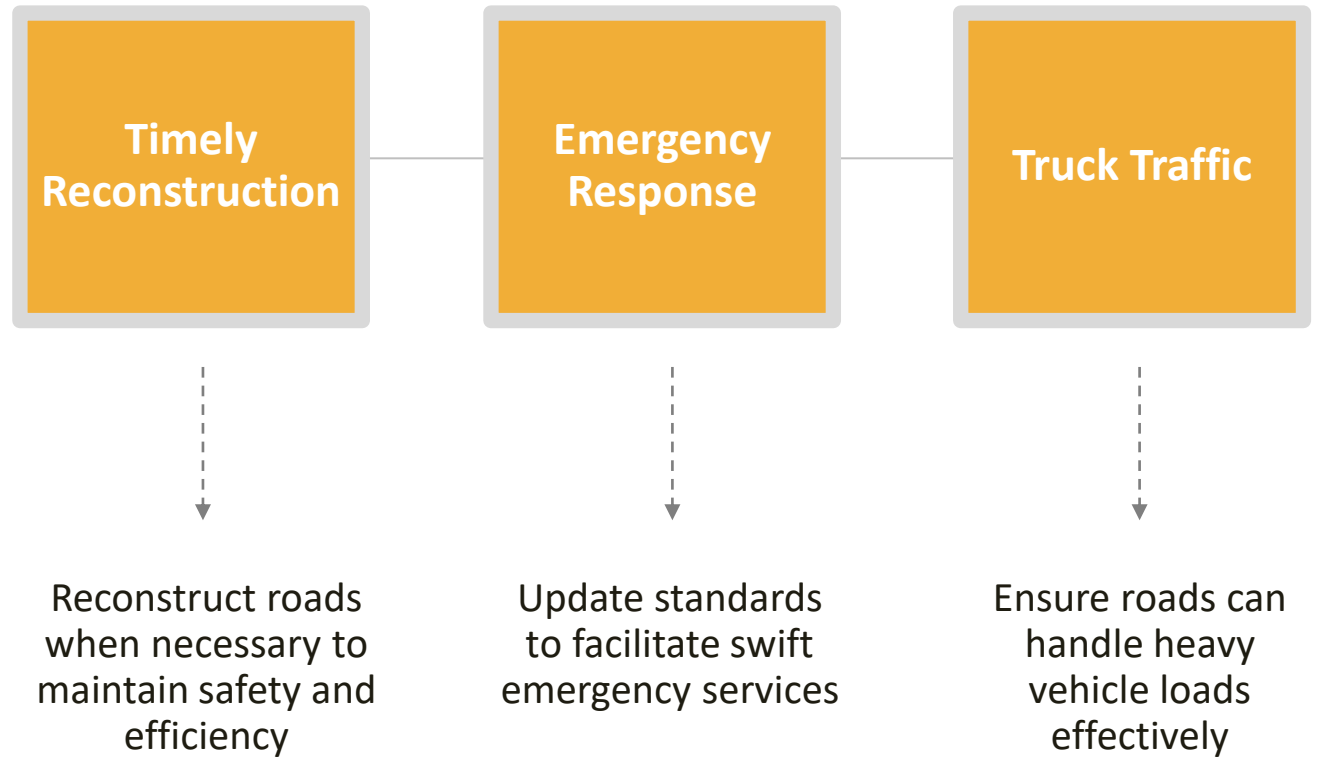 Timely
Reconstruction
Emergency
Response
Truck Traffic
Reconstruct roads
when necessary to
maintain safety and
efficiency
Update standards
to facilitate swift
emergency services
Ensure roads can
handle heavy
vehicle loads
effectively